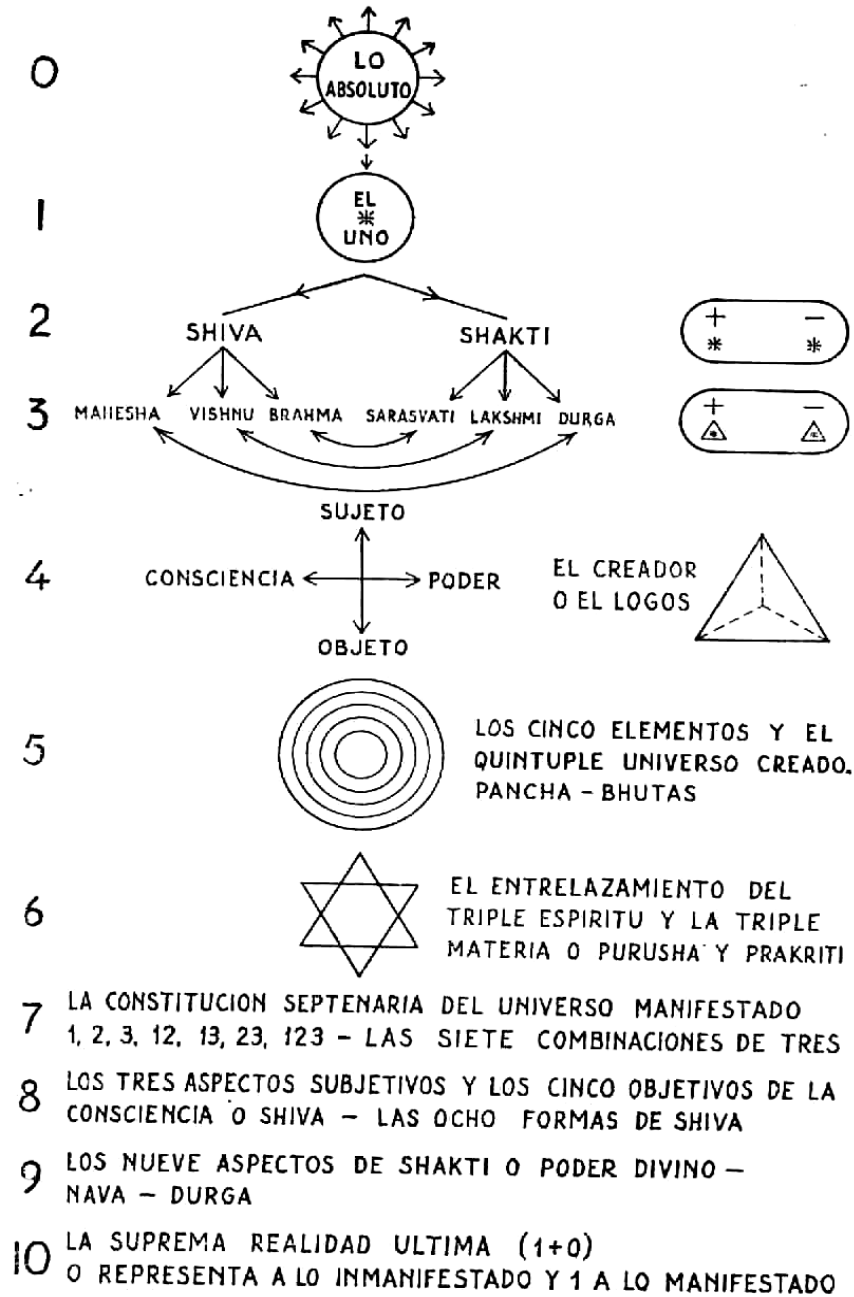 0
LO
ABSOLUTO
1
EL
UNO
2
SHIVA SHAKTI
+ −
3
MAHESHA VISHNU BRAHMA SARASVATI LAKSHMI DURGA
+ −
SUJETO
4
CONSCIENCIA PODER
EL CREADOR
O EL LOGOS
OBJETO
5
LOS CINCO ELEMENTOS Y EL
QUINTUPLE UNIVERSO CREADO.
PANCHA - BHUTAS
6
EL ENTRELAZAMIENTO DEL
TRIPLE ESPIRITU Y LA TRIPLE
MATERIA O PURUSHA Y PRAKRITI
7
LA CONSTITUCION SEPTENARIA DEL UNIVERSO MANIFESTADO
1, 2, 3, 12, 13, 23, 123 - LAS SIETE COMBINACIONES DE TRES
8
LOS TRES ASPECTOS SUBJETIVOS Y LOS CINCO OBJETIVOS DE LA
CONSCIENCIA O SHIVA - LAS OCHO FORMAS DE SHIVA
9
LOS NUEVE ASPECTOS DE SHAKTI O PODER DIVINO -
NAVA - DURGA
10
LA SUPREMA REALIDAD ULTIMA (1+0)
O REPRESENTA A LO INMANIFESTADO Y 1 A LO MANIFESTADO